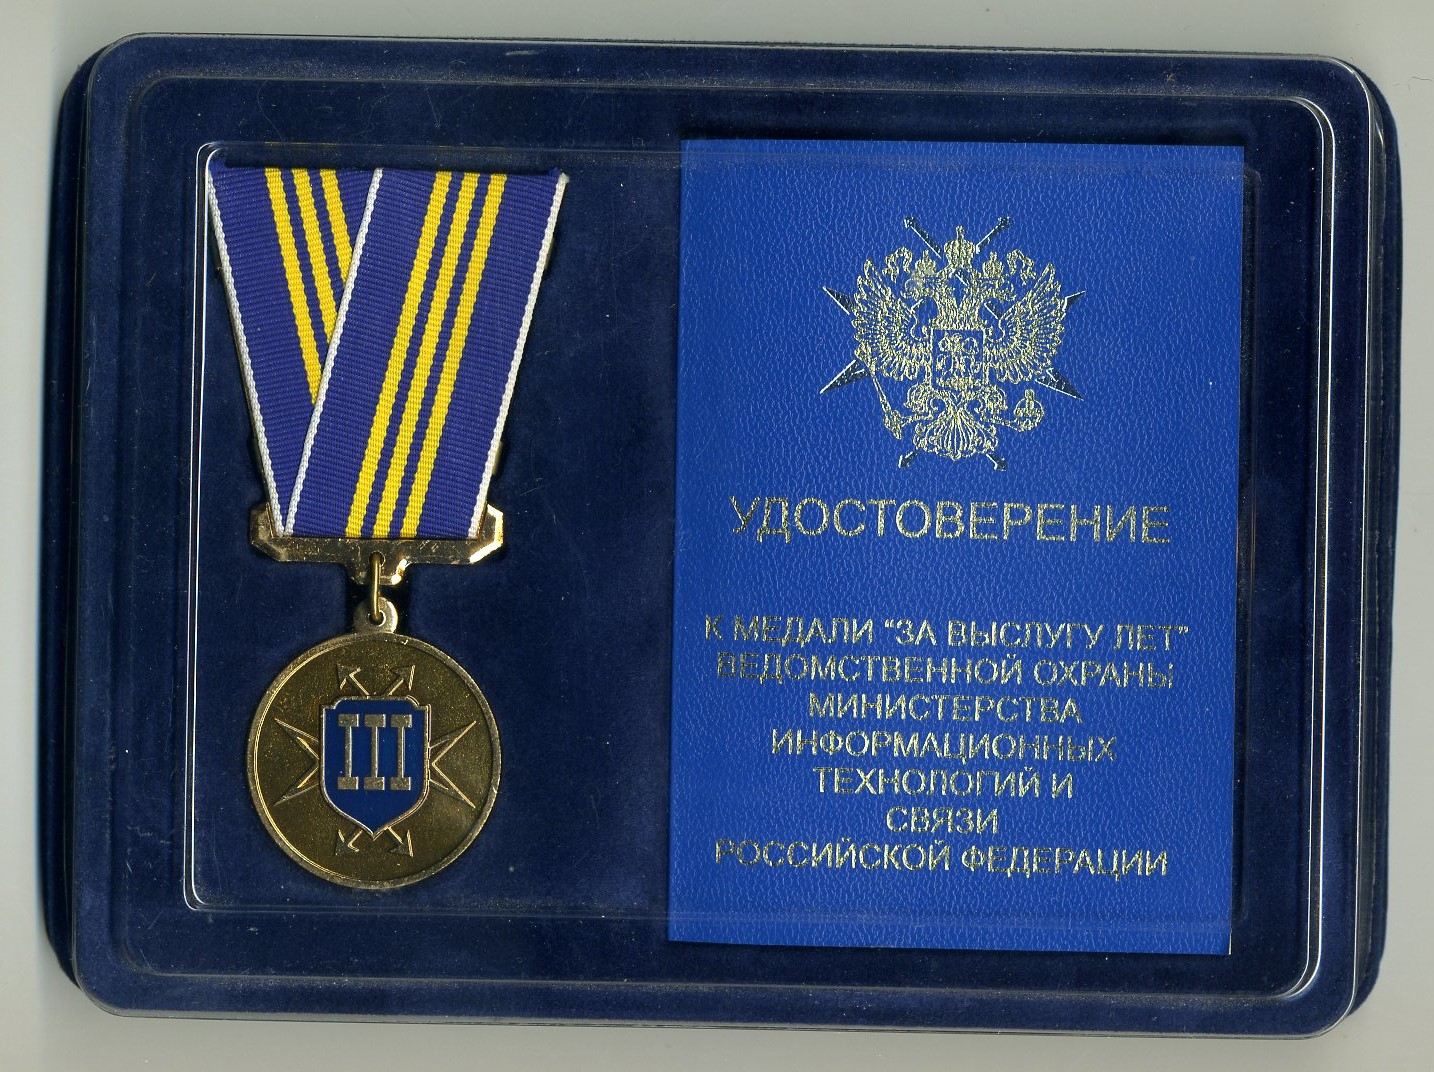 III
УДОСТОВЕРЕНИЕ
К МЕДАЛИ “ЗА ВЫСЛУГУ ЛЕТ”
ВЕДОМСТВЕННОЙ ОХРАНЫ
МИНИСТЕРСТВА
ИНФОРМАЦИОННЫХ
ТЕХНОЛОГИЙ И
СВЯЗИ
РОССИЙСКОЙ ФЕДЕРАЦИИ